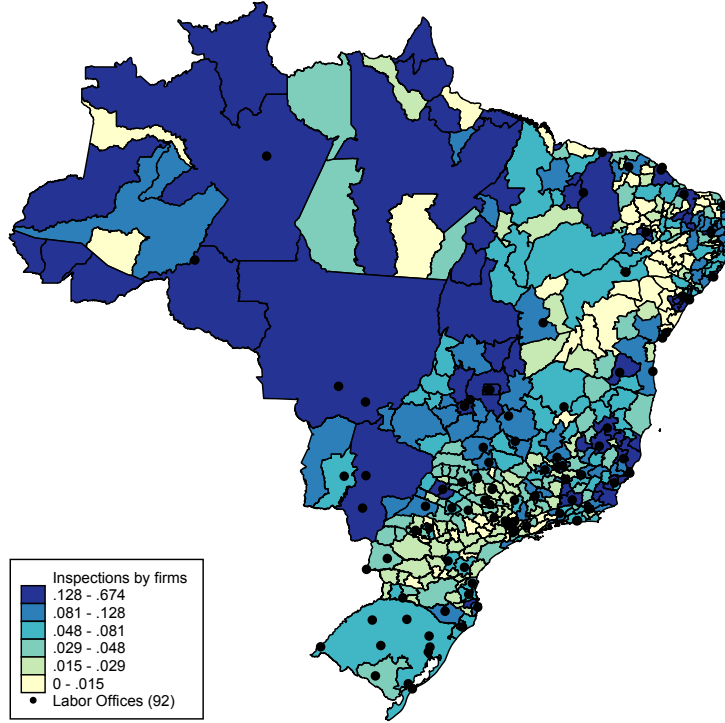 Inspections by firms
.128 - .674
.081 - .128
.048 - .081
.029 - .048
.015 - .029
0 - .015
Labor Offices (92)